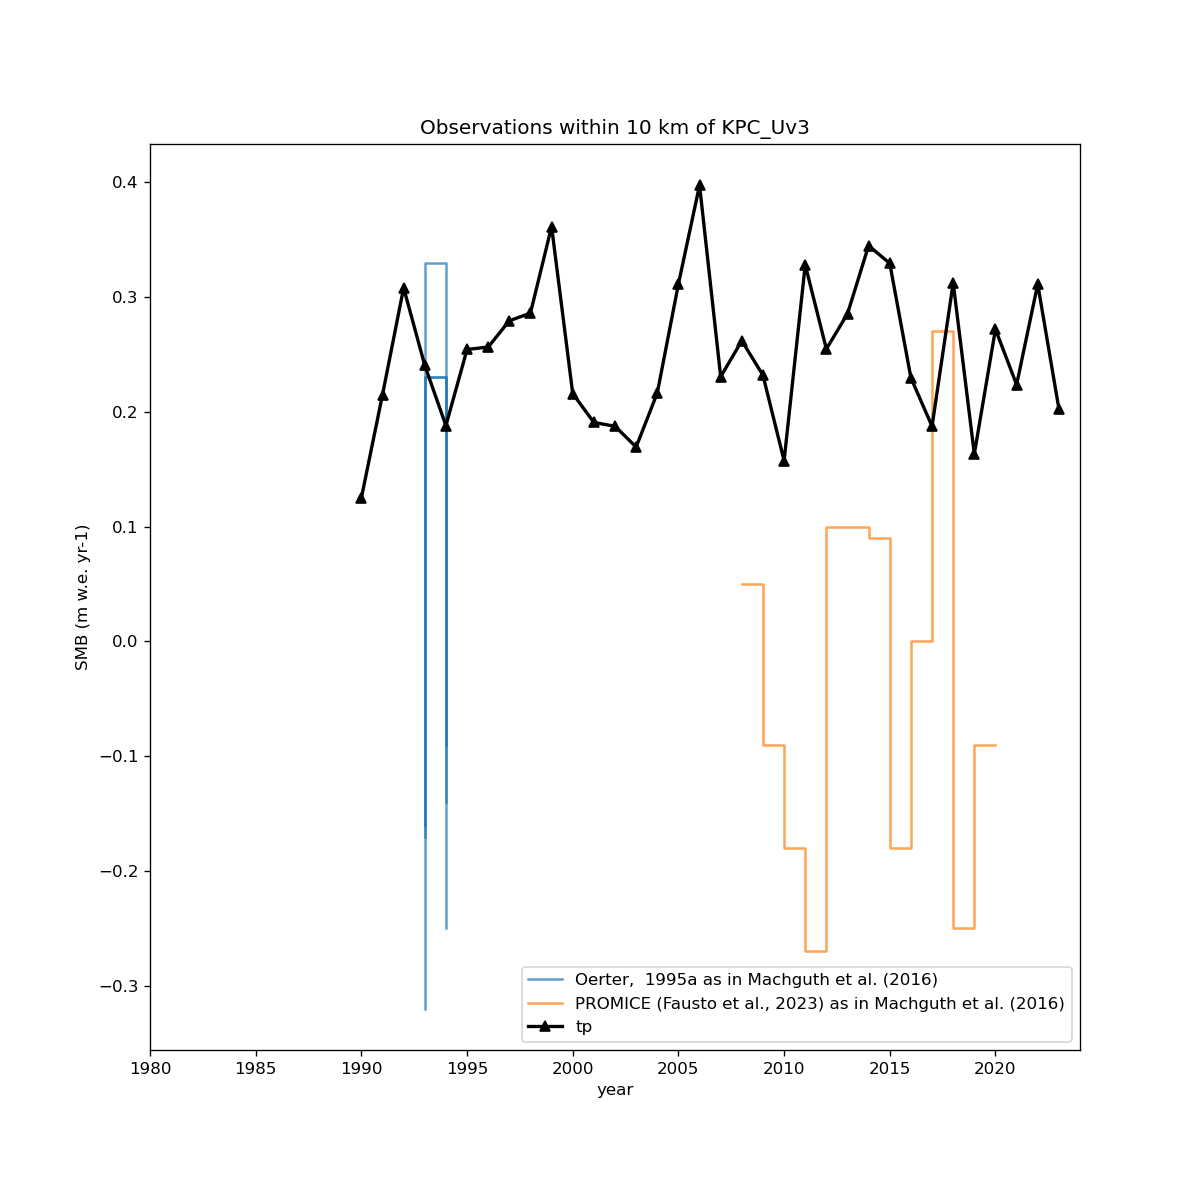 Observations within 10 km of KPC_Uv3
SMB (m w.e. yr-1)
0.4
0.3
0.2
0.1
0.0
−0.1
−0.2
−0.3
Oerter,  1995a as in Machguth et al. (2016)
PROMICE (Fausto et al., 2023) as in Machguth et al. (2016)
tp
1980 1985 1990 1995 2000 2005 2010 2015 2020
year